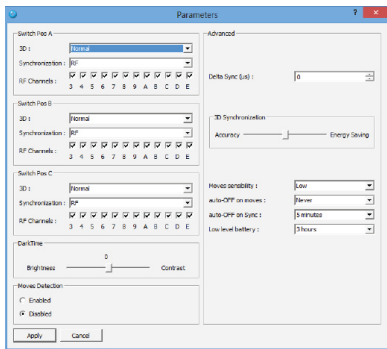 Parameters
?
Switch Pos A
3D :
Normal
Synchronization :
RF
RF Channels :
3 4 5 6 7 8 9 A B C D E
Switch Pos B
3D :
Normal
Synchronization :
RF
RF Channels :
3 4 5 6 7 8 9 A B C D E
Switch Pos C
3D :
Normal
Synchronization :
RF
RF Channels :
3 4 5 6 7 8 9 A B C D E
DarkTime
0
Brightness
Contrast
Moves Detection
Enabled
Disabled
Apply
Cancel
Advanced
Delta Sync (µs) :
0
3D Synchronization
Accuracy
Energy Saving
Moves sensibility :
Low
auto-OFF on moves :
Never
auto-OFF on Sync :
5 minutes
Low level battery :
3 hours